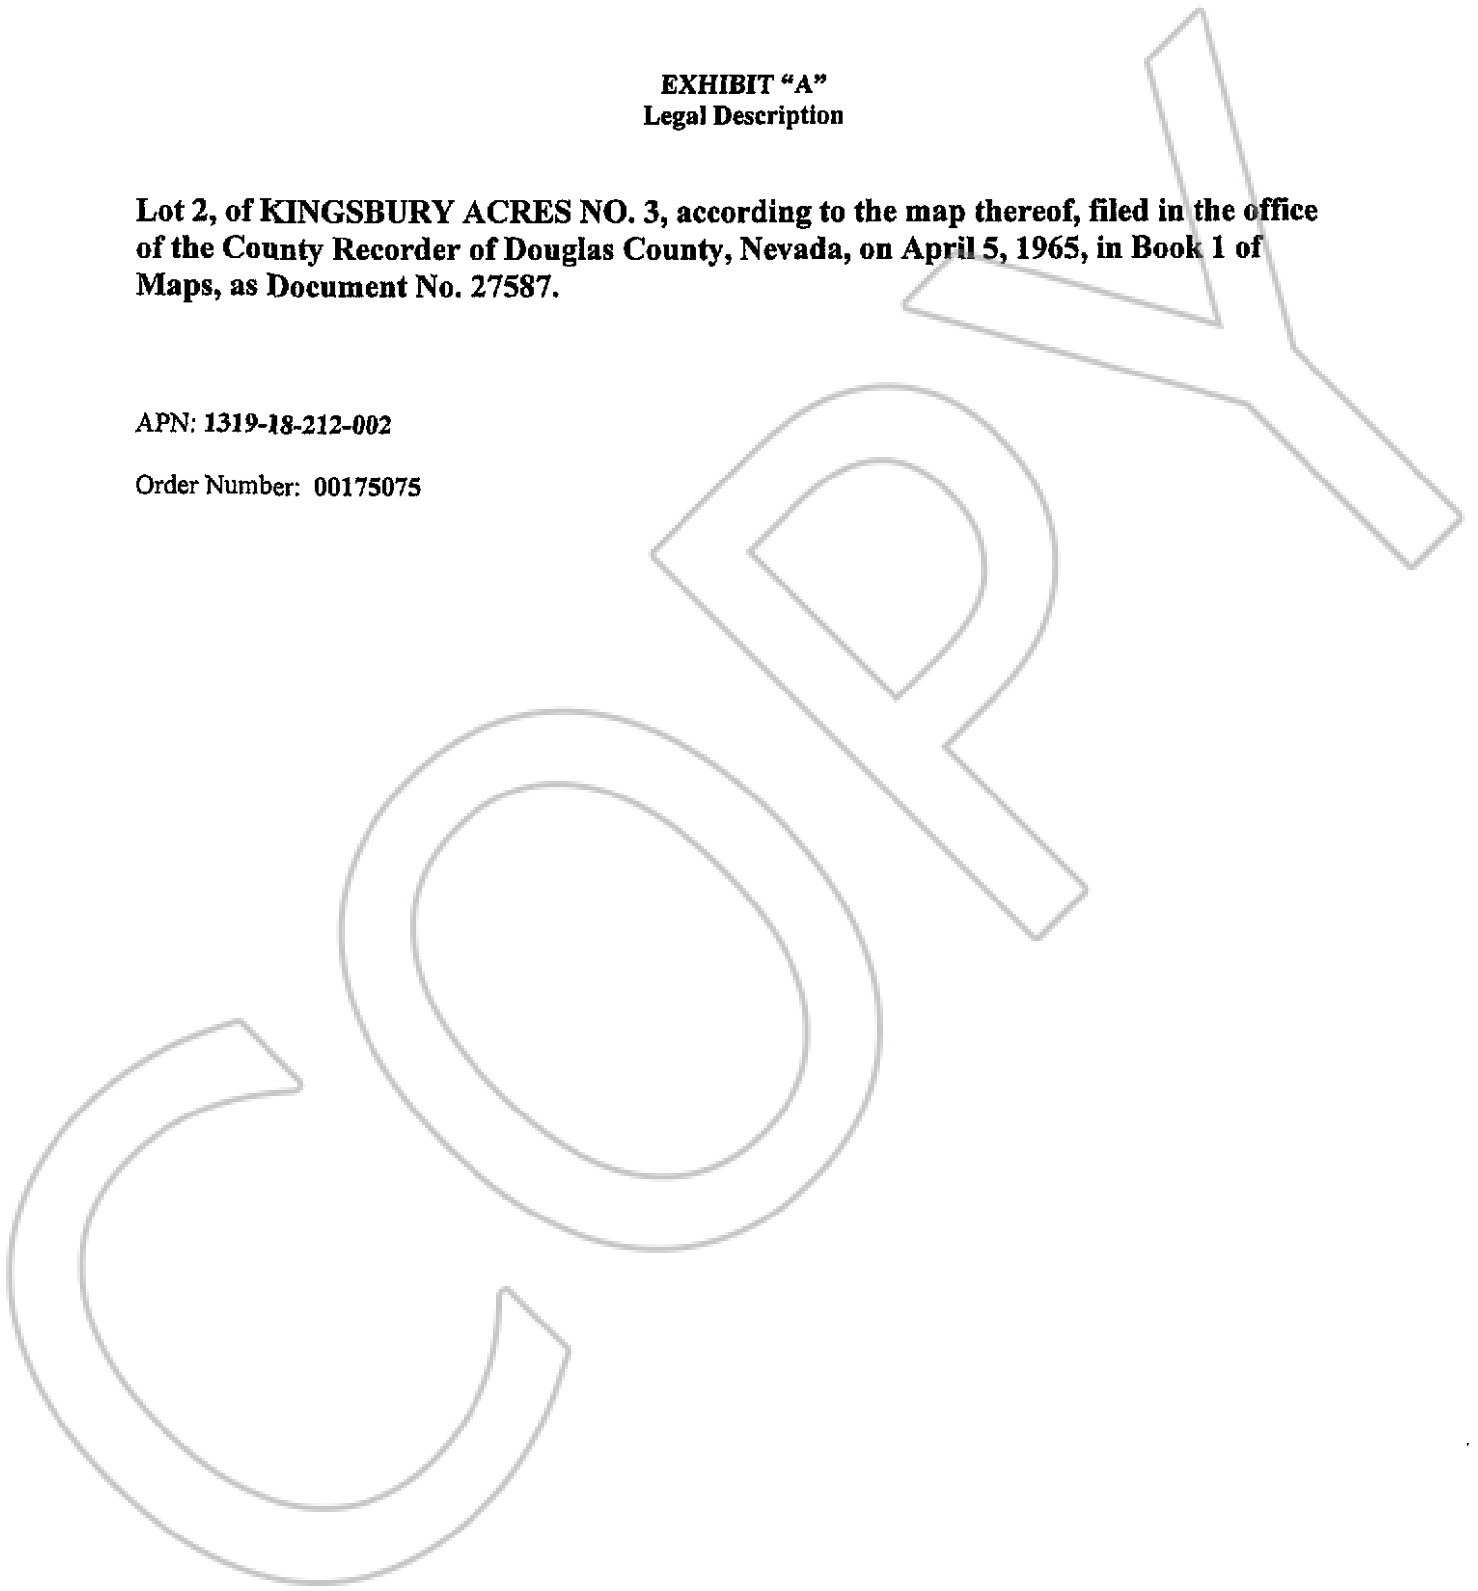 EXHIBIT “A”
Legal Description
Lot 2, of KINGSBURY ACRES NO. 3, according to the map thereof, filed in the office
of the County Recorder of Douglas County, Nevada, on April 5, 1965, in Book 1 of
Maps, as Document No. 27587.
APN: 1319-18-212-002
Order Number: 00175075
COPY